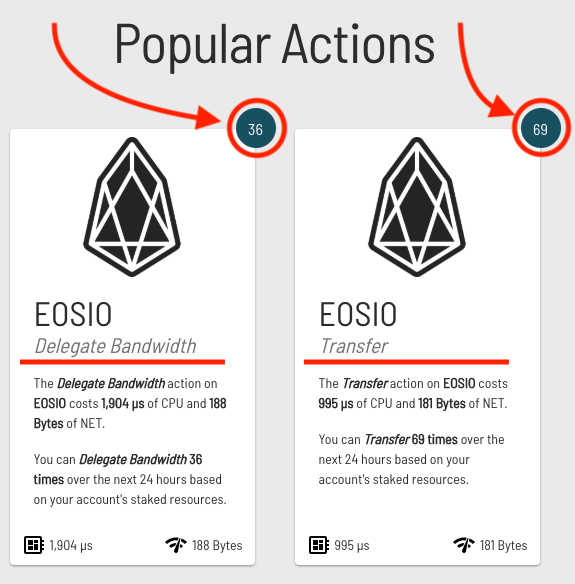 Popular Actions
36
69
EOSIO
Delegate Bandwidth
The Delegate Bandwidth action on
EOSIO costs 1,904 µs of CPU and 188
Bytes of NET.
You can Delegate Bandwidth 36
times over the next 24 hours based
on your account's staked resources.
1,904 µs
188 Bytes
EOSIO
Transfer
The Transfer action on EOSIO costs
995 µs of CPU and 181 Bytes of NET.
You can Transfer 69 times over the
next 24 hours based on your
account's staked resources.
995 µs
181 Bytes